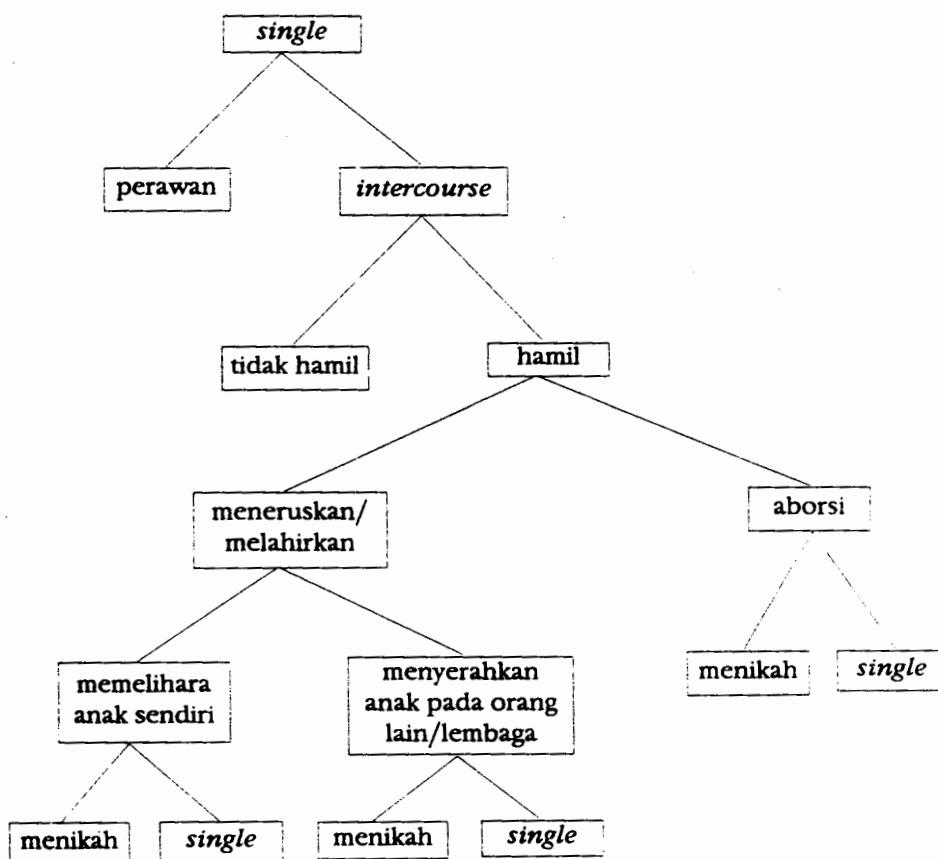 single
perawan
intercourse
tidak hamil
hamil
meneruskan/
melahirkan
aborsi
memelihara
anak sendiri
menyerahkan
anak pada orang
lain/lembaga
menikah
single
menikah
single
menikah
single